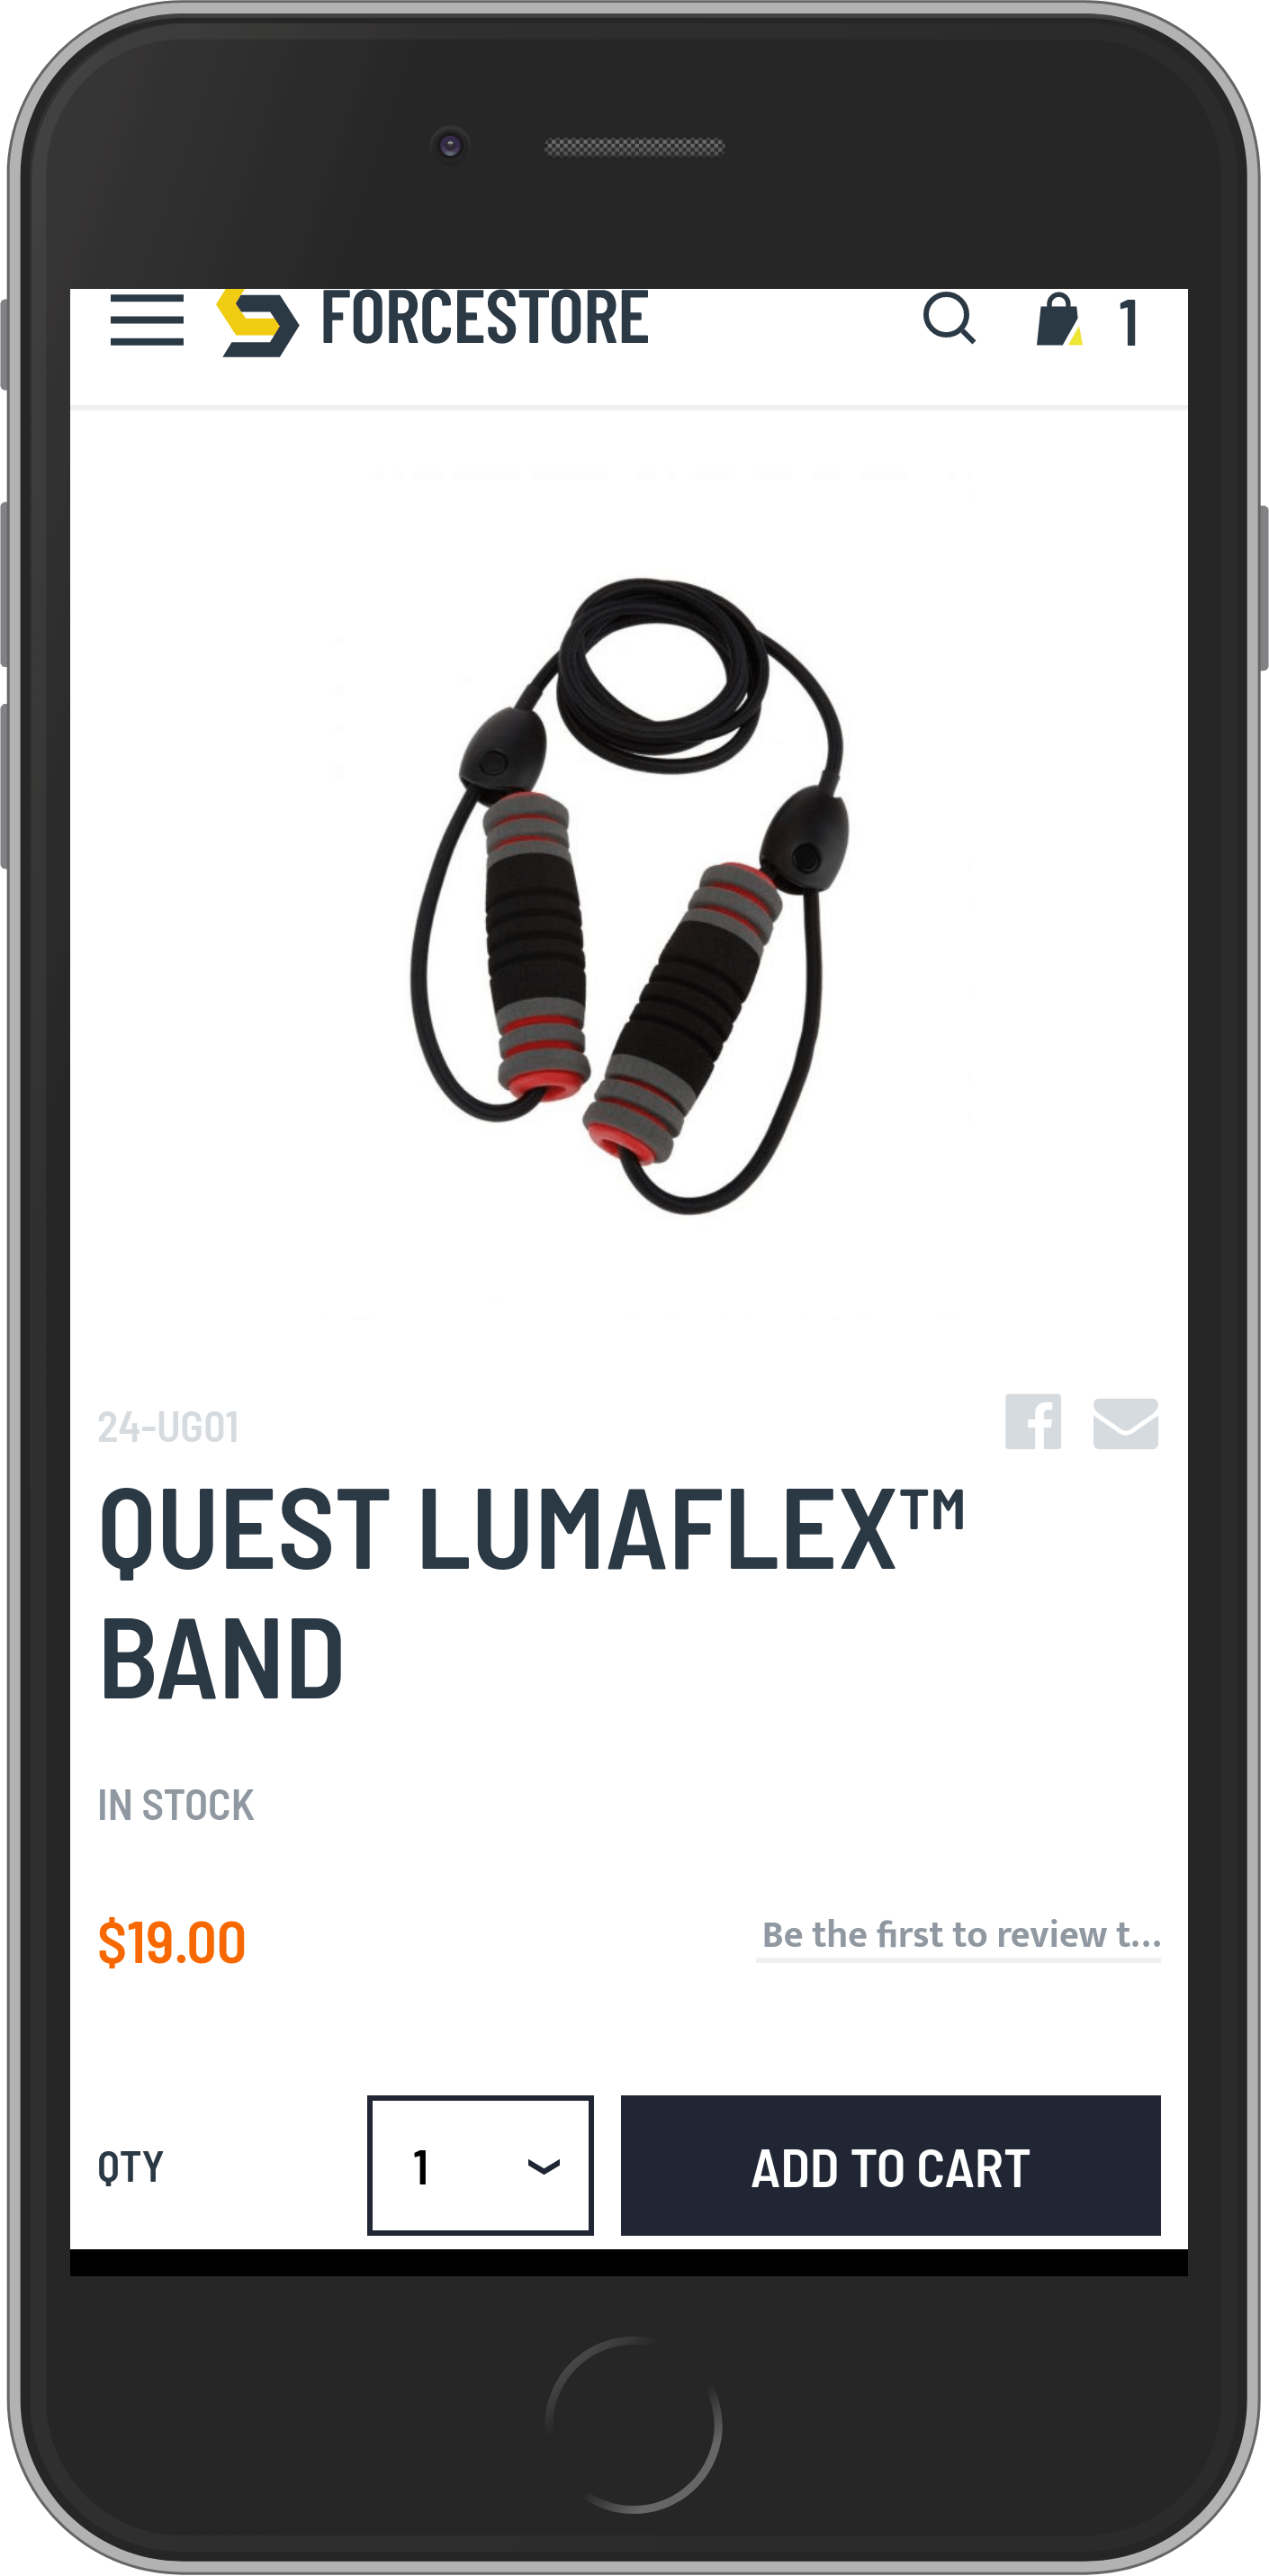 FORCESTORE
1
24-UG01
QUEST LUMAFLEX™
BAND
IN STOCK
$19.00
Be the first to review t...
QTY
1
ADD TO CART